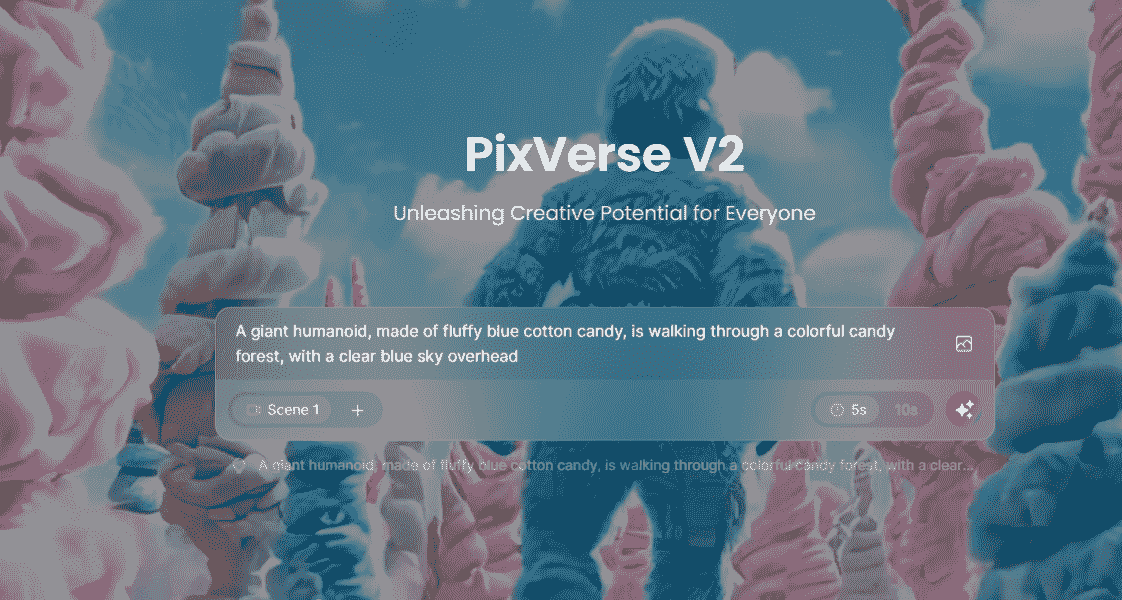 PixVerse V2
Unleashing Creative Potential for Everyone
A giant humanoid, made of fluffy blue cotton candy, is walking through a colorful candy
forest, with a clear blue sky overhead
Scene 1 +
5s 10s
A giant humanoid, made of fluffy blue cotton candy, is walking through a colorful candy forest, with a clear...